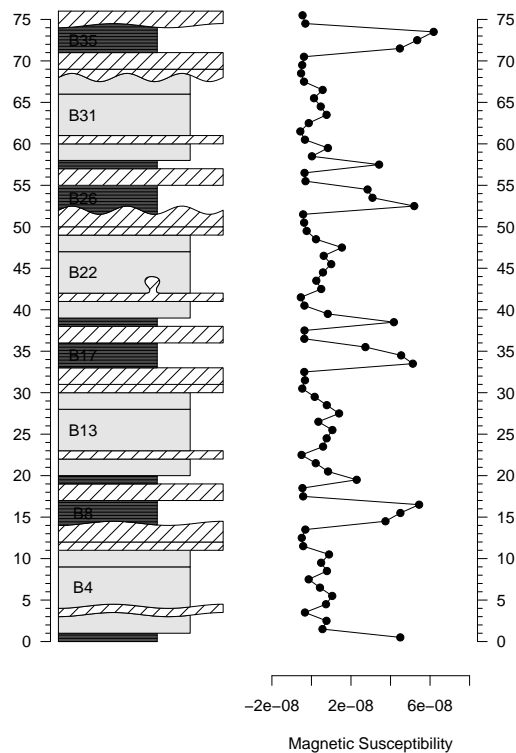 75 B35 75
70 70
65 65
B31
60 60
55 55
B26
50 50
45 B22 45
40 40
35 B17 35
30 30
25 B13 25
20 20
15 B8 15
10 10
B4
5 5
0 0
−2e−08 2e−08 6e−08
Magnetic Susceptibility